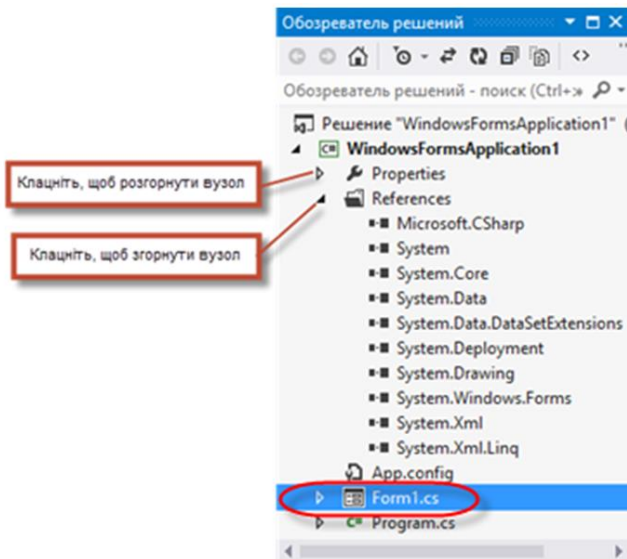 Обозреватель решений
Обозреватель решений - поиск (Ctrl+ж
Решение "WindowsFormsApplication1" (
WindowsFormsApplication1
Клацніть, щоб розгорнути вузол
Properties
References
Microsoft.CSharp
Клацніть, щоб згорнути вузол
System
System.Core
System.Data
System.Data.DataSetExtensions
System.Deployment
System.Drawing
System.Windows.Forms
System.Xml
System.Xml.Linq
App.config
Form1.cs
C# Program.cs